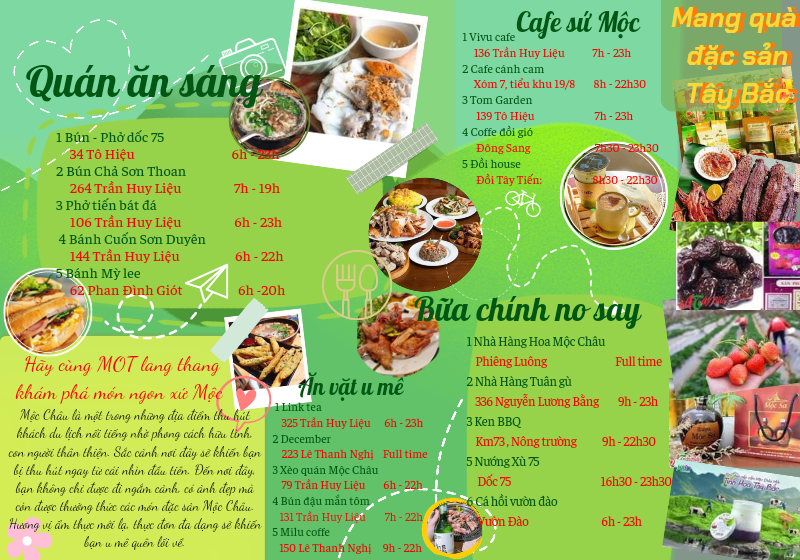 Quán ăn sáng
1 Bún - Phở dốc 75
34 Tô Hiệu 6h - 23h
2 Bún Chả Sơn Thoan
264 Trần Huy Liệu 7h - 19h
3 Phở tiến bát đá
106 Trần Huy Liệu 6h - 23h
4 Bánh Cuốn Sơn Duyên
144 Trần Huy Liệu 6h - 22h
5 Bánh Mỳ lee
62 Phan Đình Giót 6h -20h
Hãy cùng MOT lang thang
khám phá món ngon xứ Mộc
Mộc Châu là một trong những địa điểm thu hút
khách du lịch nổi tiếng nhờ phong cách hữu tình,
con người thân thiện. Sắc cảnh nơi đây sẽ khiến bạn
bị thu hút ngay từ cái nhìn đầu tiên. Đến nơi đây,
bạn không chỉ được đi ngắm cảnh, có ảnh đẹp mà
còn được thưởng thức các món đặc sản Mộc Châu.
Hương vị ẩm thực mới lạ, thực đơn đa dạng sẽ khiến
bạn u mê quên lối về.
Ăn vặt u mê
1 Link tea
325 Trần Huy Liệu 6h - 23h
2 December
223 Lê Thanh Nghị Full time
3 Xèo quán Mộc Châu
79 Trần Huy Liệu 6h - 22h
4 Bún đậu mắn tôm
131 Trần Huy Liệu 7h - 22h
5 Milu coffe
150 Lê Thanh Nghị 9h - 22h
Cafe sứ Mộc
1 Vivu cafe
136 Trần Huy Liệu 7h - 23h
2 Cafe cánh cam
Xóm 7, tiểu khu 19/8 8h - 22h30
3 Tom Garden
139 Tô Hiệu 7h - 23h
4 Coffe đồi gió
Đông Sang 7h30 - 23h30
5 Đồi house
Đồi Tây Tiến: 8h30 - 22h30
Bữa chính no say
1 Nhà Hàng Hoa Mộc Châu
Phiêng Luông Full time
2 Nhà Hàng Tuân gù
336 Nguyễn Lương Bằng 9h - 23h
3 Ken BBQ
Km73 , Nông trường 9h - 22h30
5 Nướng Xù 75
Dốc 75 16h30 - 23h30
6 Cá hồi vườn đào
Vườn Đào 6h - 23h
Mang quà
đặc sản
Tây Bắc